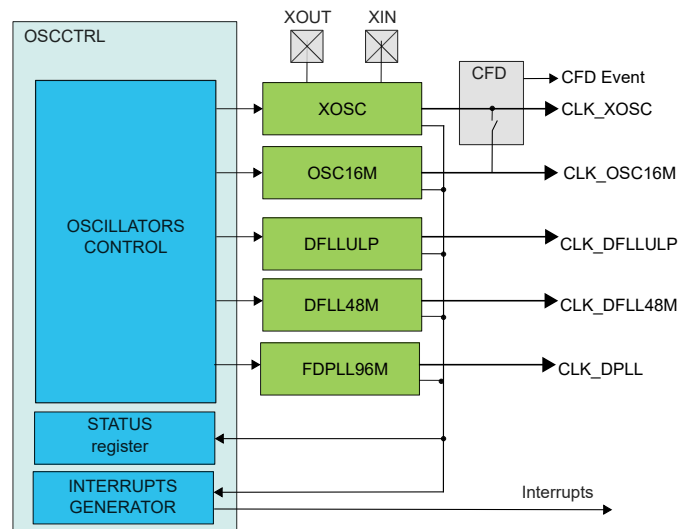 XOUT
XIN
OSCCTRL
CFD
CFD Event
XOSC
CLK_XOSC
OSC16M
CLK_OSC16M
OSCILLATORS
CONTROL
DFLLULP
CLK_DFLLULP
DFLL48M
CLK_DFLL48M
FDPLL96M
CLK_DPLL
STATUS
register
INTERRUPTS
GENERATOR
Interrupts